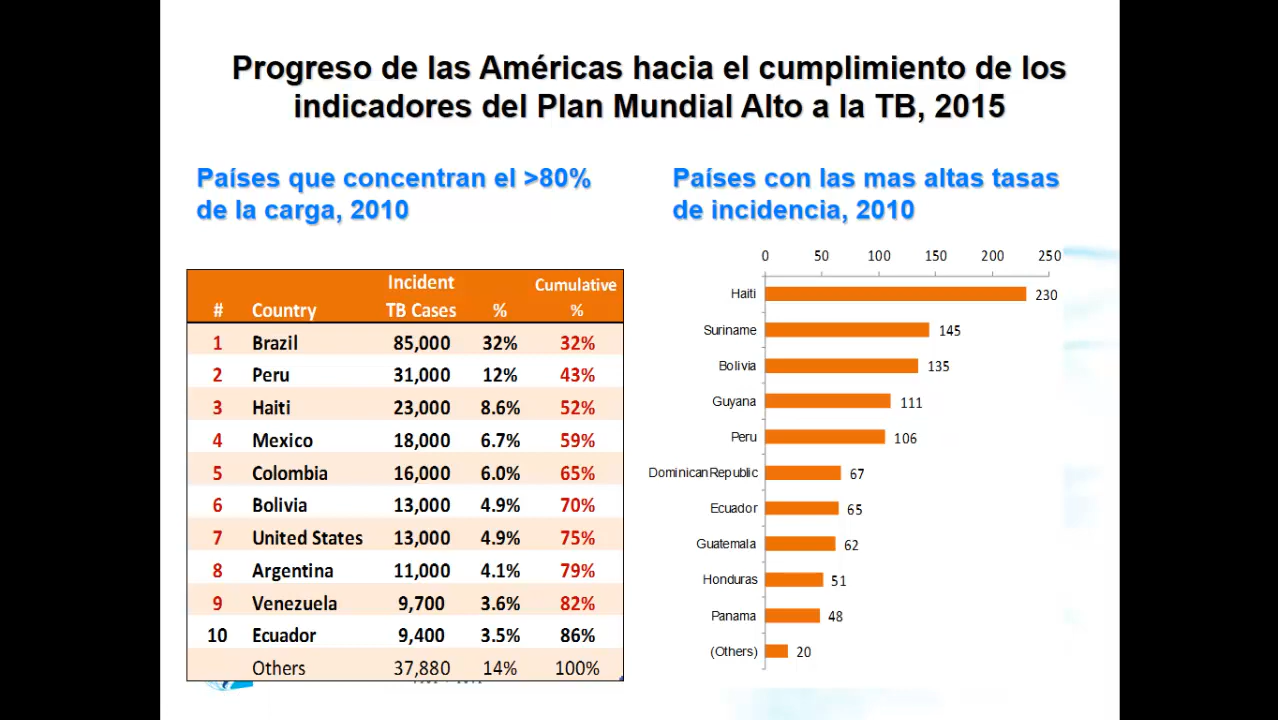 Progreso de las Américas hacia el cumplimiento de los
indicadores del Plan Mundial Alto a la TB, 2015
Países que concentran el >80%
de la carga, 2010
Incident Cumulative
# Country TB Cases % %
1 Brazil 85,000 32% 32%
2 Peru 31,000 12% 43%
3 Haiti 23,000 8.6% 52%
4 Mexico 18,000 6.7% 59%
5 Colombia 16,000 6.0% 65%
6 Bolivia 13,000 4.9% 70%
7 United States 13,000 4.9% 75%
8 Argentina 11,000 4.1% 79%
9 Venezuela 9,700 3.6% 82%
10 Ecuador 9,400 3.5% 86%
Others 37,880 14% 100%
Países con las mas altas tasas
de incidencia, 2010
0 50 100 150 200 250
Haiti 230
Suriname 145
Bolivia 135
Guyana 111
Peru 106
Dominican Republic 67
Ecuador 65
Guatemala 62
Honduras 51
Panama 48
(Others) 20